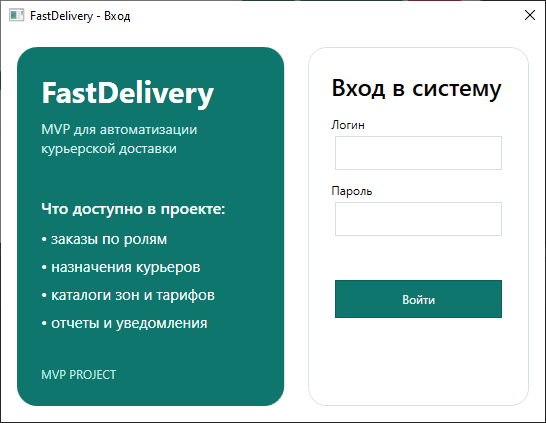 FastDelivery - Вход
FastDelivery
MVP для автоматизации
курьерской доставки
Что доступно в проекте:
• заказы по ролям
• назначения курьеров
• каталоги зон и тарифов
• отчеты и уведомления
MVP PROJECT
Вход в систему
Логин
Пароль
Войти